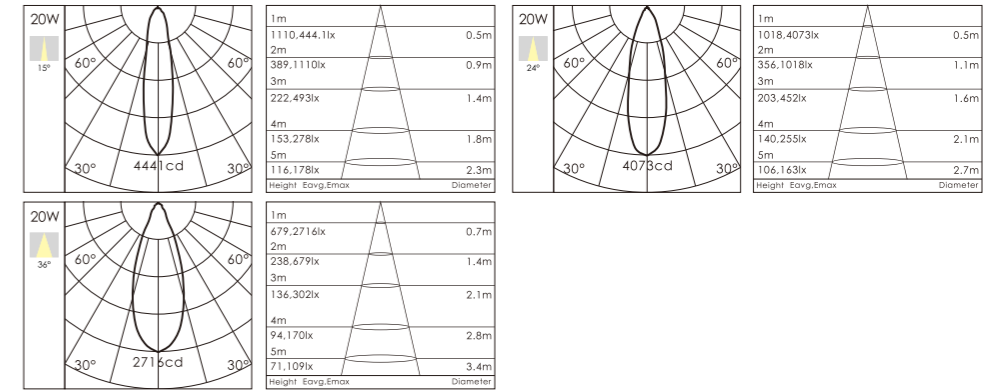 20W
15°
60° 60°
30° 4441cd 30°
1m
1110,444.1lx 0.5m
2m
389,1110lx 0.9m
3m
222,493lx 1.4m
4m
153,278lx 1.8m
5m
116,178lx 2.3m
Height Eavg,Emax Diameter
20W
24°
60° 60°
30° 4073cd 30°
1m
1018,4073lx 0.5m
2m
356,1018lx 1.1m
3m
203,452lx 1.6m
4m
140,255lx 2.1m
5m
106,163lx 2.7m
Height Eavg,Emax Diameter
20W
36°
60° 60°
30° 2716cd 30°
1m
679,2716lx 0.7m
2m
238,679lx 1.4m
3m
136,302lx 2.1m
4m
94,170lx 2.8m
5m
71,109lx 3.4m
Height Eavg,Emax Diameter